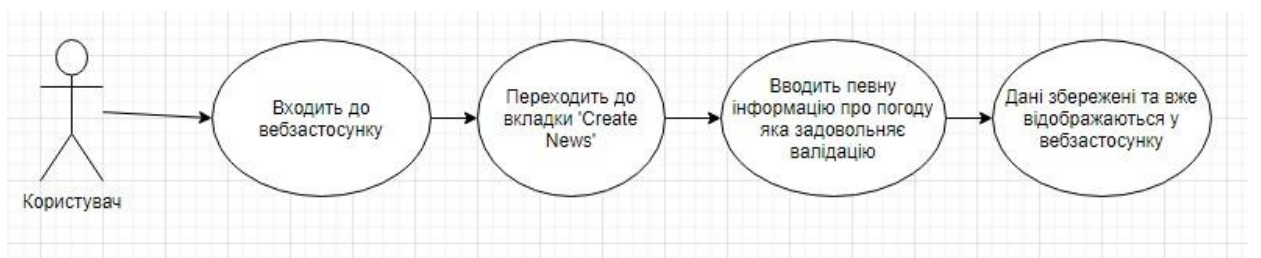 Користувач
Входить до
вебзастосунку
Переходить до
вкладки 'Create
News'
Вводить певну
інформацію про погоду
яка задовольняє
валідацію
Дані збережені та вже
відображаються у
вебзастосунку